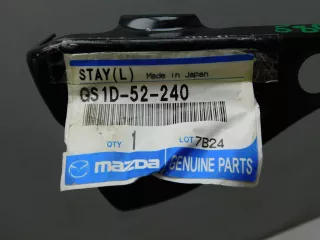 STAY(L) Made in Japan
GS1D-52-240
QTY 1 LOT 7B24
mazda GENUINE PARTS